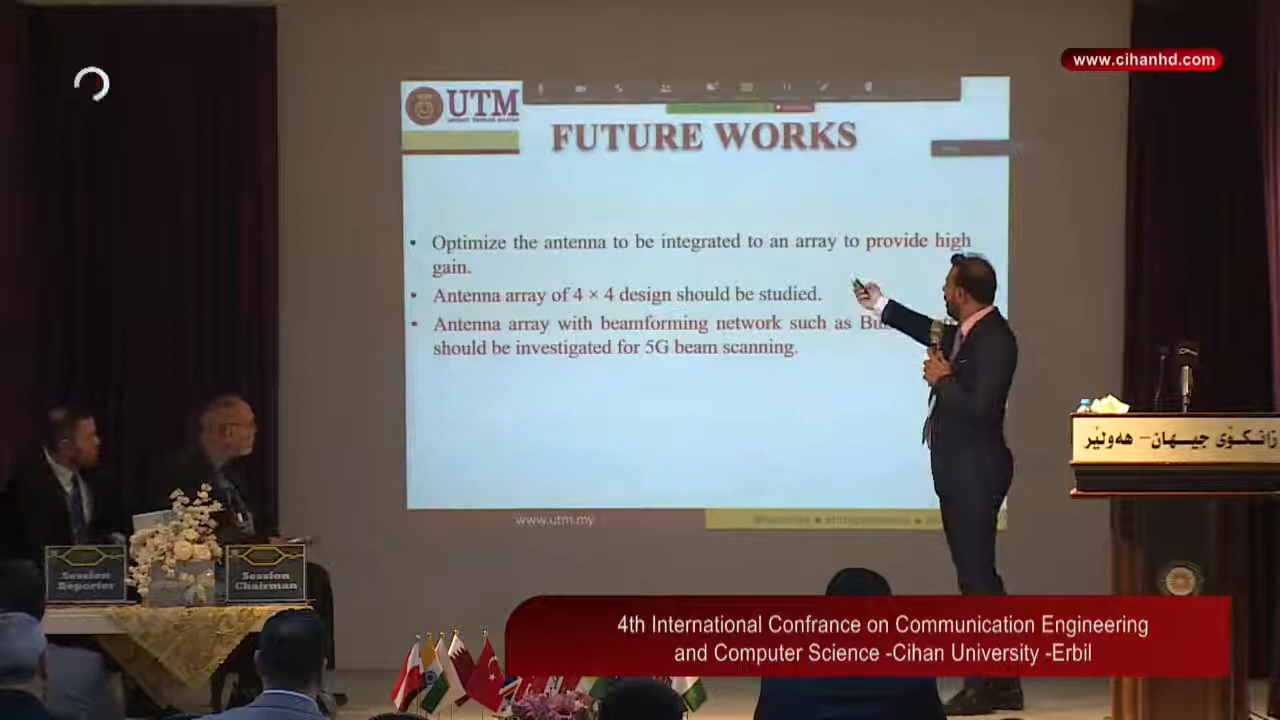 www.cihanhd.com
UTM
FUTURE WORKS
• Optimize the antenna to be integrated to an array to provide high
gain.
• Antenna array of 4 × 4 design should be studied.
• Antenna array with beamforming network such as
should be investigated for 5G beam scanning.
www.utm.my
زانکۆی جیهان - هەولێر
Session
Reporter
Session
Chairman
4th International Confrance on Communication Engineering
and Computer Science -Cihan University -Erbil